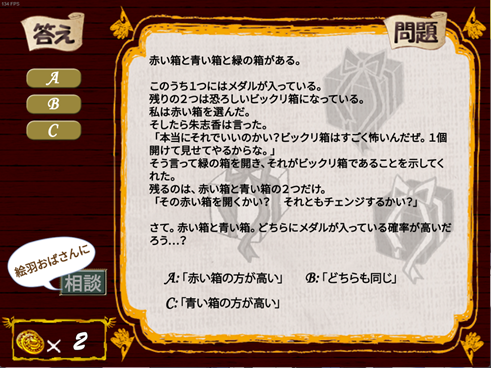 134 FPS
答え
問題
赤い箱と青い箱と緑の箱がある。
このうち1つにはメダルが入っている。
残りの2つは恐ろしいビックリ箱になっている。
私は赤い箱を選んだ。
そしたら朱志香は言った。
「本当にそれでいいのかい？ビックリ箱はすごく怖いんだぜ。1個
開けて見せてやるからな。」
そう言って緑の箱を開き、それがビックリ箱であることを示してく
れた。
残るのは、赤い箱と青い箱の2つだけ。
「その赤い箱を開くかい？　それともチェンジするかい？」
さて。赤い箱と青い箱。どちらにメダルが入っている確率が高いだ
ろう…？
A:「赤い箱の方が高い」　B:「どちらも同じ」
C:「青い箱の方が高い」
A
B
C
絵羽おばさんに
相談
× 2